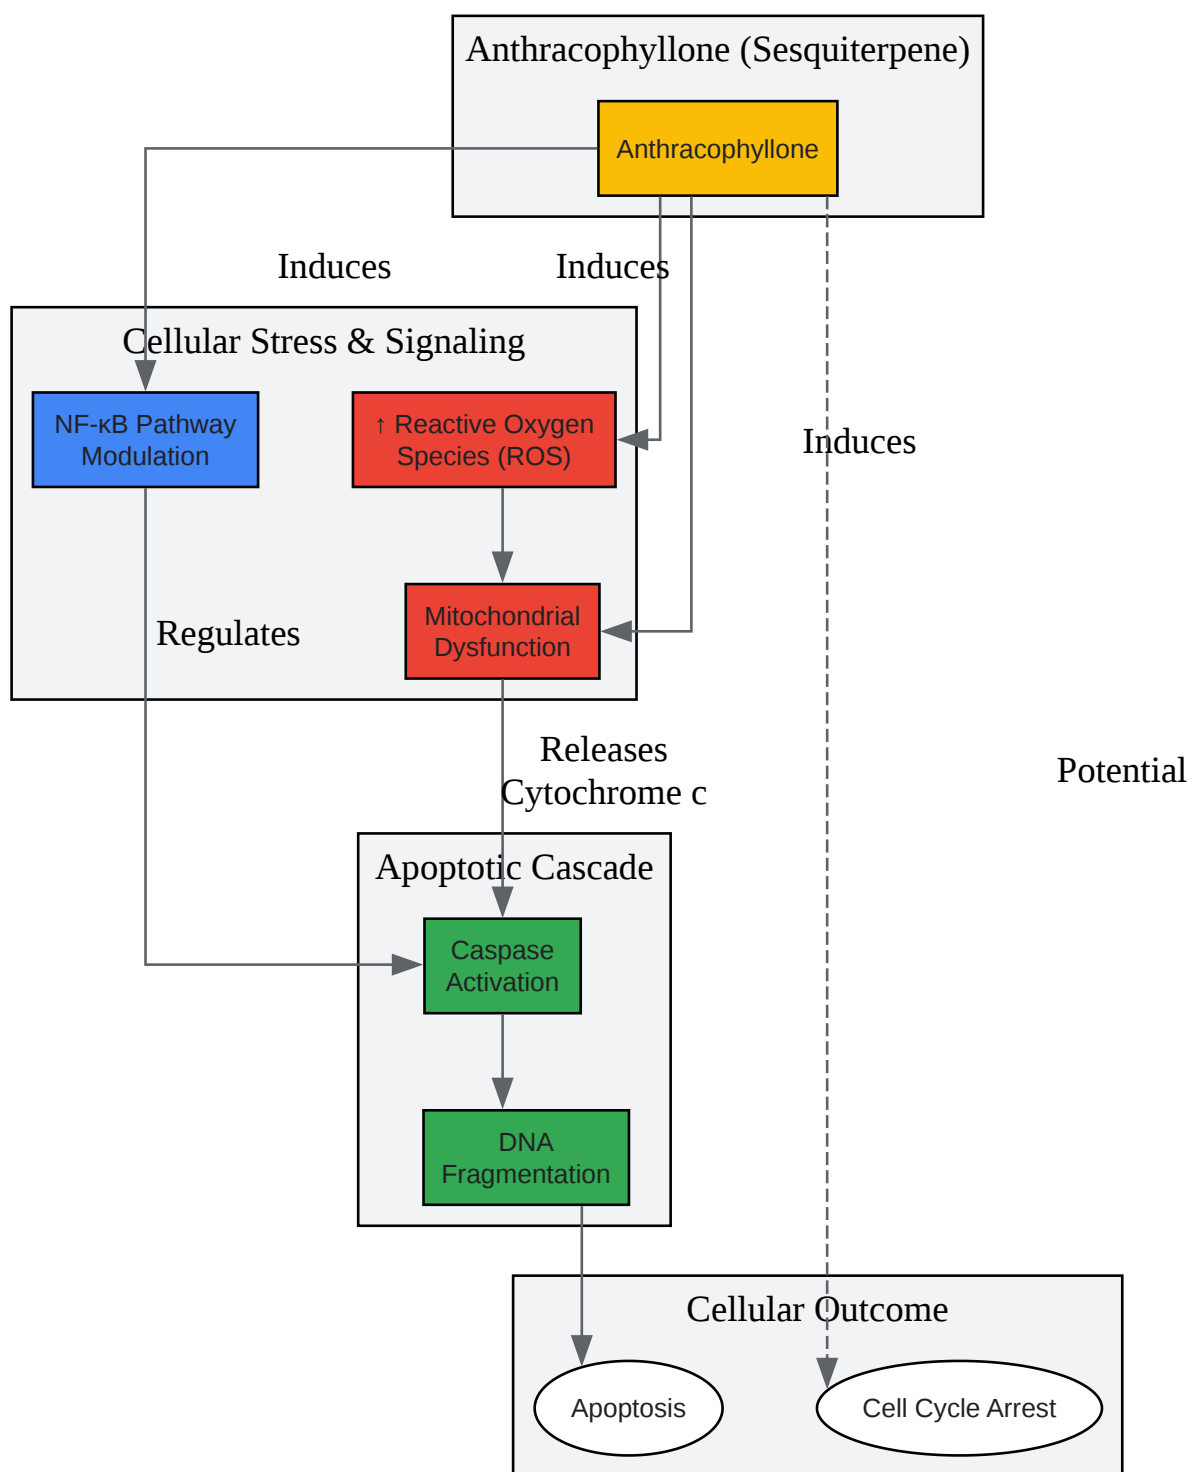 Anthracophyllone (Sesquiterpene)
Anthracophyllone
Induces
Induces
Cellular Stress & Signaling
NF-κB Pathway
Modulation
↑ Reactive Oxygen
Species (ROS)
Induces
Mitochondrial
Dysfunction
Regulates
Releases
Cytochrome c
Potential
Apoptotic Cascade
Caspase
Activation
DNA
Fragmentation
Cellular Outcome
Apoptosis
Cell Cycle Arrest